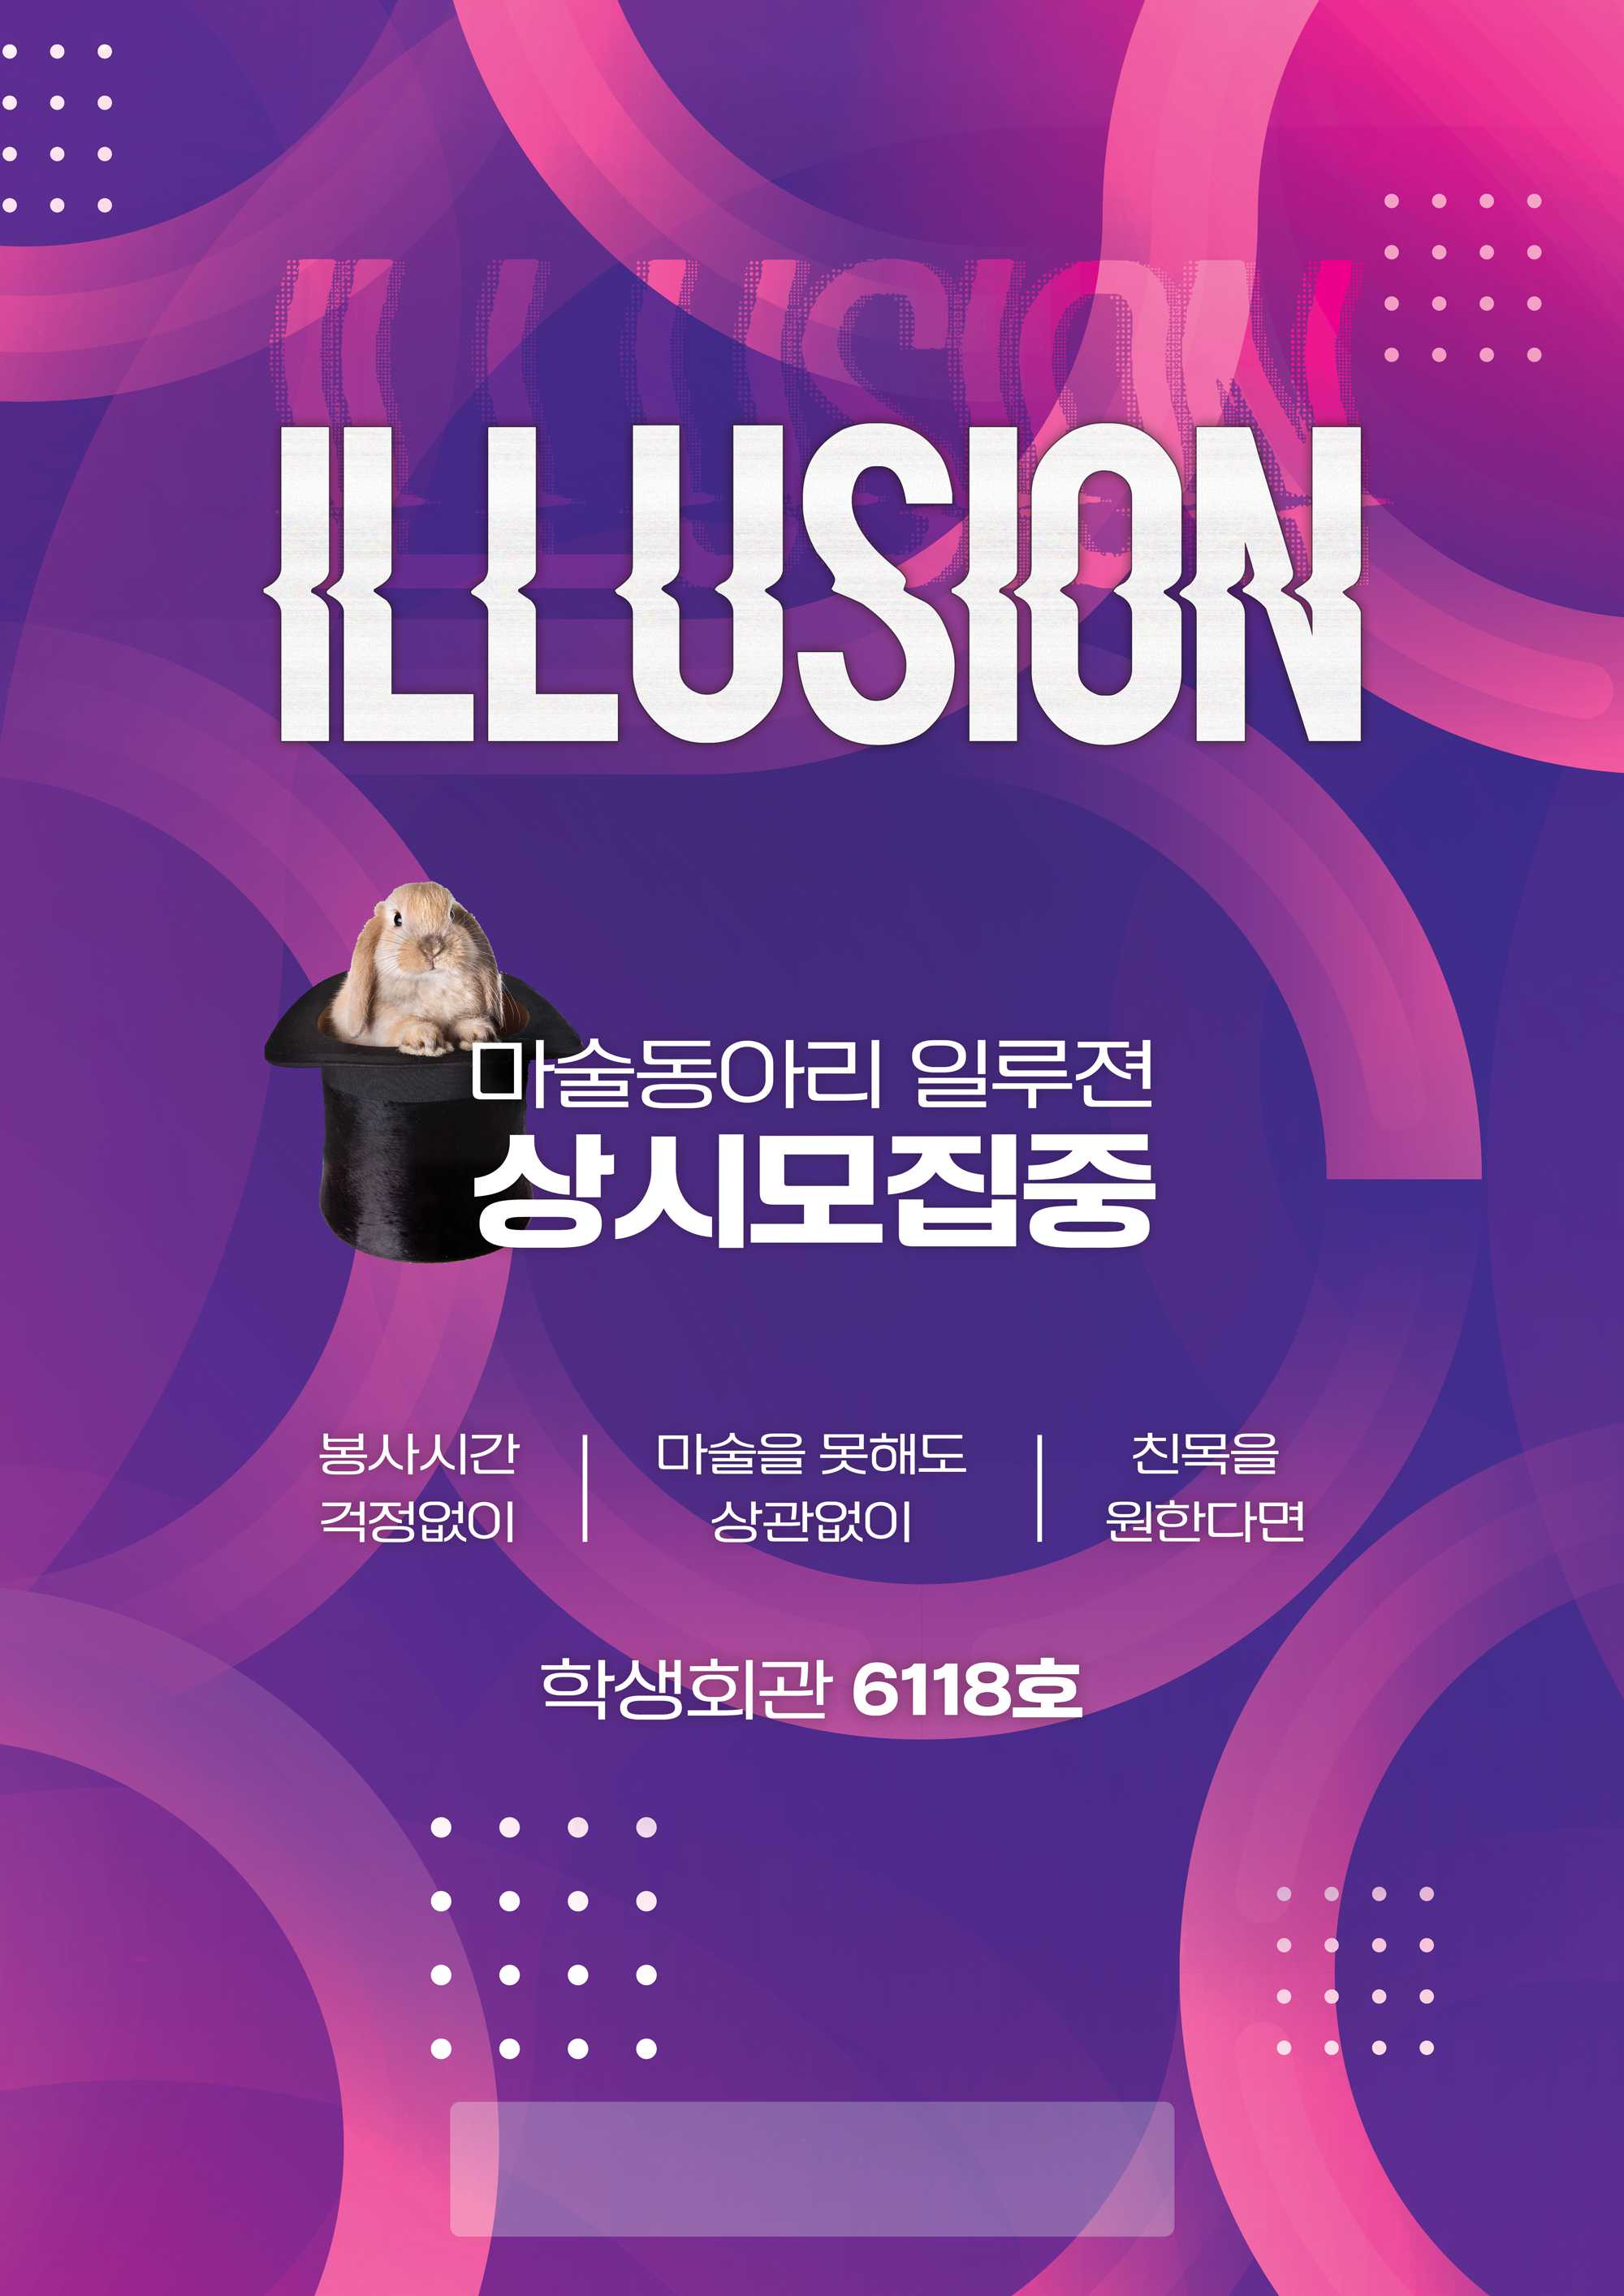 ILLUSION
ILLUSION
마술동아리 일루젼
상시모집중
봉사시간
걱정없이
마술을 못해도
상관없이
친목을
원한다면
학생회관 6118호